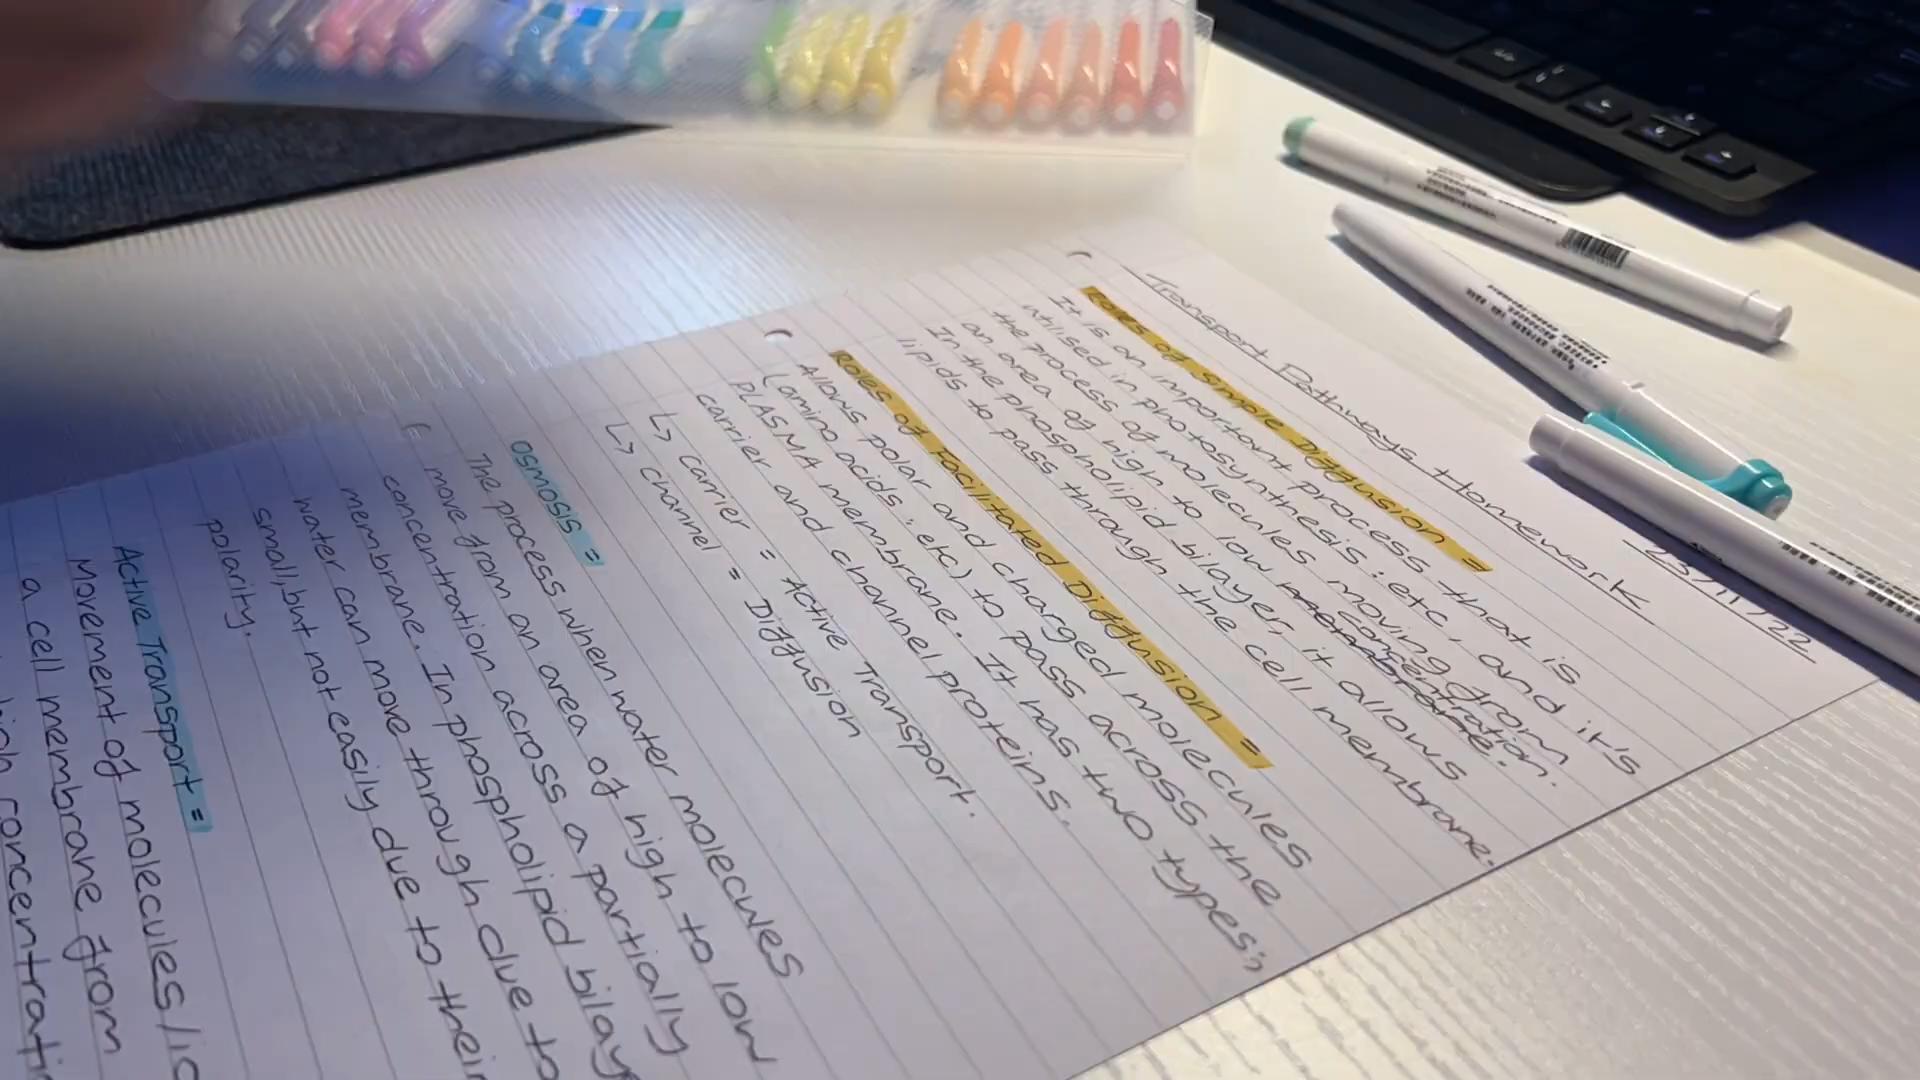 23/11/22
Transport Pathways Homework
Roles of Simple Diffusion =
It is an important process that is
utilised in photosynthesis : etc, and it's
the process of molecules moving from
an area of high to low concentration.
membrane.
In the phospholipid bilayer, it allows
lipids to pass through the cell membrane.
Roles of Facilitated Diffusion =
Allows polar and charged molecules
(amino acids : etc) to pass across the
PLASMA membrane. It has two types;
carrier and channel proteins.
↳ carrier = Active Transport.
↳ channel = Diffusion
Osmosis =
The process when water molecules
move from an area of high to low
concentration across a partially
membrane. In phospholipid bilay
water can move through due to
small, but not easily due to their
polarity.
Active Transport =
Movement of molecules/io
a cell membrane from
high concentrati